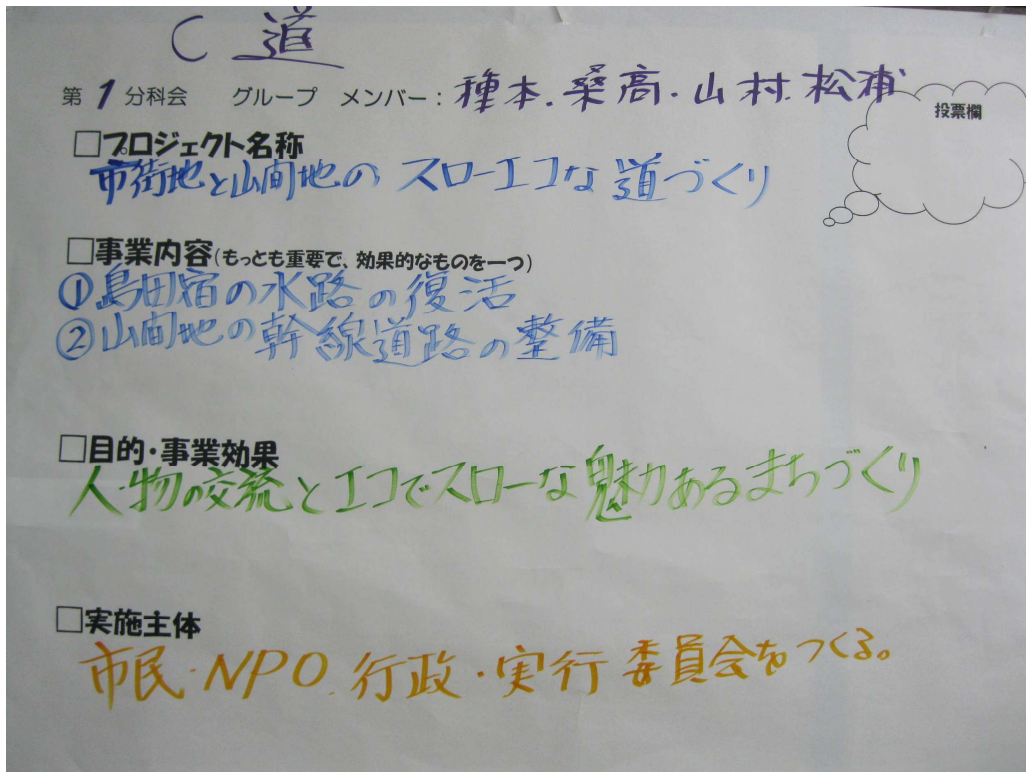 C 道
第 1 分科会 グループ メンバー：種本.桑高・山村.松浦
投票欄
□プロジェクト名称
市街地と山間地の スローエコな 道づくり
□事業内容(もっとも重要で、効果的なものを一つ)
①島田宿の水路の復活
②山間地の幹線道路の整備
□目的・事業効果
人・物の交流とエコでスローな魅力あるまちづくり
□実施主体
市民・NPO.行政・実行委員会をつくる。